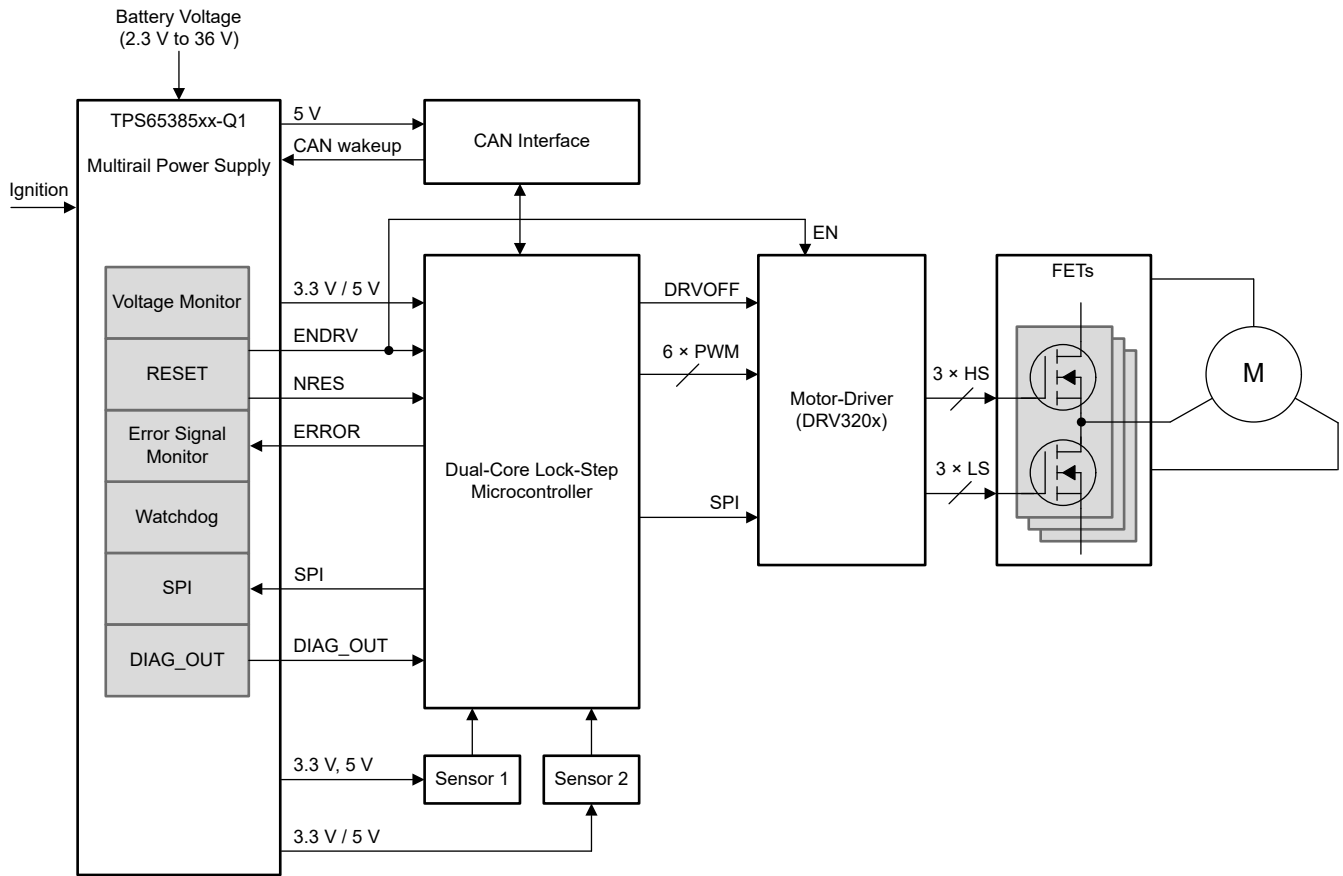 Battery Voltage
(2.3 V to 36 V)
TPS65385xx-Q1
Multirail Power Supply
Ignition
5 V
CAN wakeup
CAN Interface
EN
Voltage Monitor
RESET
Error Signal
Monitor
Watchdog
SPI
DIAG_OUT
3.3 V / 5 V
ENDRV
NRES
ERROR
SPI
DIAG_OUT
Dual-Core Lock-Step
Microcontroller
DRVOFF
6 × PWM
SPI
Motor-Driver
(DRV320x)
3 × HS
3 × LS
FETs
M
3.3 V, 5 V
Sensor 1
Sensor 2
3.3 V / 5 V